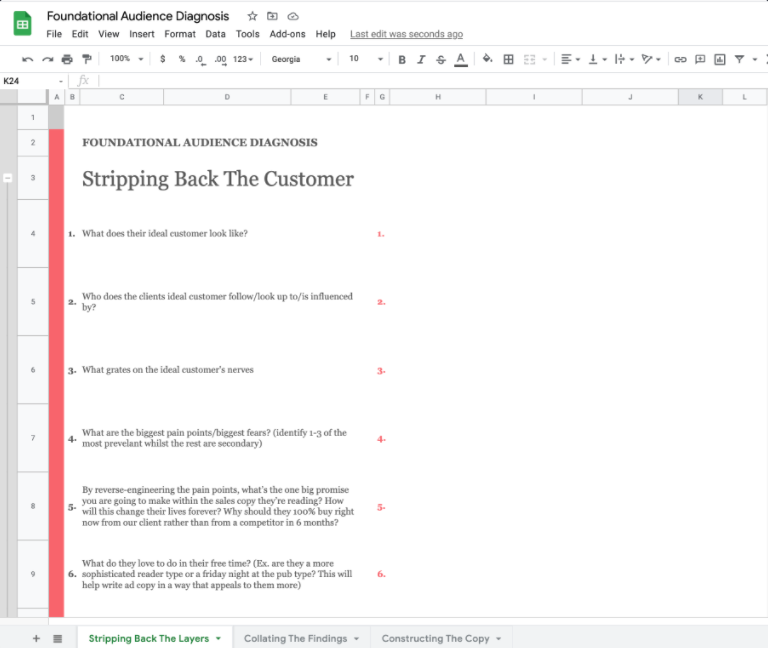 Foundational Audience Diagnosis
File Edit View Insert Format Data Tools Add-ons Help Last edit was seconds ago
100% $ % .0 .00 123 Georgia 10 B I S A
K24 fx
A B C D E F G H I J K L
1
2 FOUNDATIONAL AUDIENCE DIAGNOSIS
3 Stripping Back The Customer
4 1. What does their ideal customer look like? 1.
5 2. Who does the clients ideal customer follow/look up to/is influenced
by? 2.
6 3. What grates on the ideal customer's nerves 3.
7 4. What are the biggest pain points/biggest fears? (identify 1-3 of the
most prevelant whilst the rest are secondary) 4.
8 5. By reverse-engineering the pain points, what's the one big promise
you are going to make within the sales copy they're reading? How
will this change their lives forever? Why should they 100% buy right
now from our client rather than from a competitor in 6 months? 5.
9 6. What do they love to do in their free time? (Ex. are they a more
sophisticated reader type or a friday night at the pub type? This will
help write ad copy in a way that appeals to them more) 6.
+ Stripping Back The Layers Collating The Findings Constructing The Copy